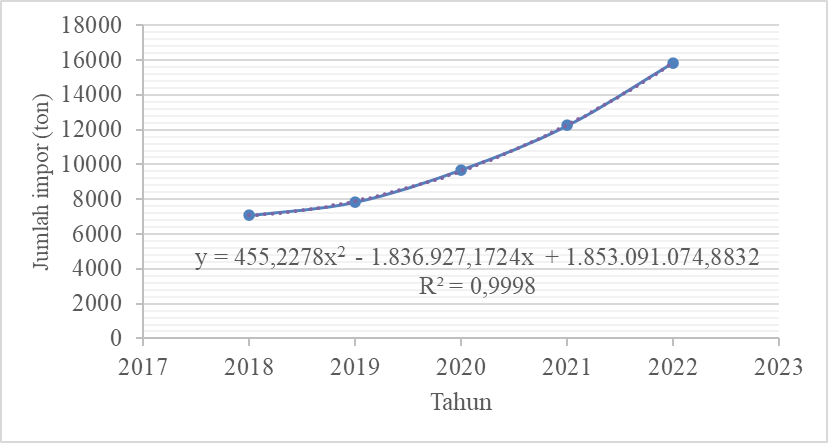 18000
16000
14000
12000
10000
8000
6000
4000
2000
0
Jumlah impor (ton)
y = 455,2278x² - 1.836.927,1724x + 1.853.091.074,8832
R² = 0,9998
2017 2018 2019 2020 2021 2022 2023
Tahun